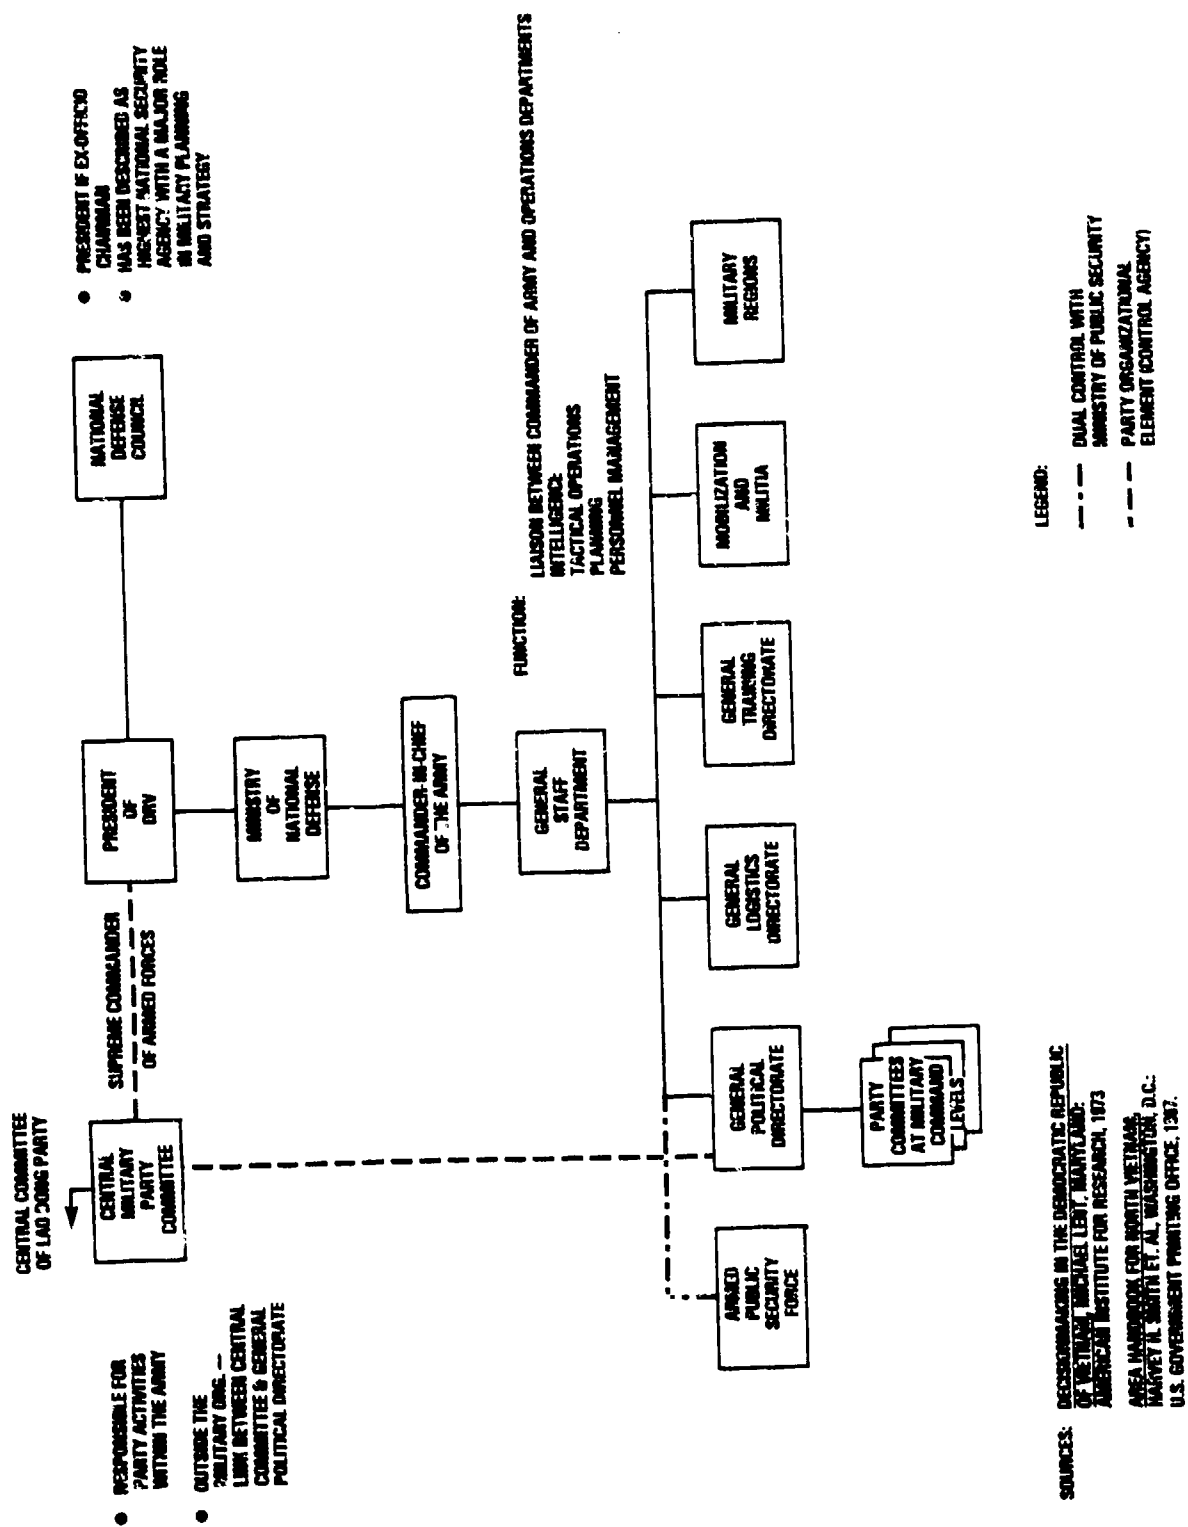 CENTRAL COMMITTEE
OF LAO DONG PARTY
RESPONSIBLE FOR
PARTY ACTIVITIES
WITHIN THE ARMY
OUTSIDE THE
MILITARY ORG. —
LINK BETWEEN CENTRAL
COMMITTEE & GENERAL
POLITICAL DIRECTORATE
CENTRAL
MILITARY
PARTY
COMMITTEE
SUPREME COMMANDER
OF ARMED FORCES
PRESIDENT
OF
DRV
NATIONAL
DEFENSE
COUNCIL
PRESIDENT IF EX-OFFICIO
CHAIRMAN
HAS BEEN DESCRIBED AS
HIGHEST NATIONAL SECURITY
AGENCY WITH A MAJOR ROLE
IN MILITACY PLANNING
AND STRATEGY
MINISTRY
OF
NATIONAL
DEFENSE
COMMANDER-IN-CHIEF
OF THE ARMY
GENERAL
STAFF
DEPARTMENT
FUNCTION:
LIAISON BETWEEN COMMANDER OF ARMY AND OPERATIONS DEPARTMENTS
INTELLIGENCE
TACTICAL OPERATIONS
PLANNING
PERSONNEL MANAGEMENT
ARMED
PUBLIC
SECURITY
FORCE
GENERAL
POLITICAL
DIRECTORATE
GENERAL
LOGISTICS
DIRECTORATE
GENERAL
TRAINING
DIRECTORATE
MOBILIZATION
AND
MILITIA
MILITARY
REGIONS
PARTY
COMMITTEES
AT MILITARY
COMMAND
LEVELS
LEGEND:
DUAL CONTROL WITH
MINISTRY OF PUBLIC SECURITY
PARTY ORGANIZATIONAL
ELEMENT (CONTROL AGENCY)
SOURCES: DECISIONMAKING IN THE DEMOCRATIC REPUBLIC
OF VIETNAM, MICHAEL LENT, MARYLAND:
AMERICAN INSTITUTE FOR RESEARCH, 1973
AREA HANDBOOK FOR NORTH VIETNAM,
HARVEY H. SMITH ET. AL, WASHINGTON, D.C.:
U.S. GOVERNMENT PRINTING OFFICE,